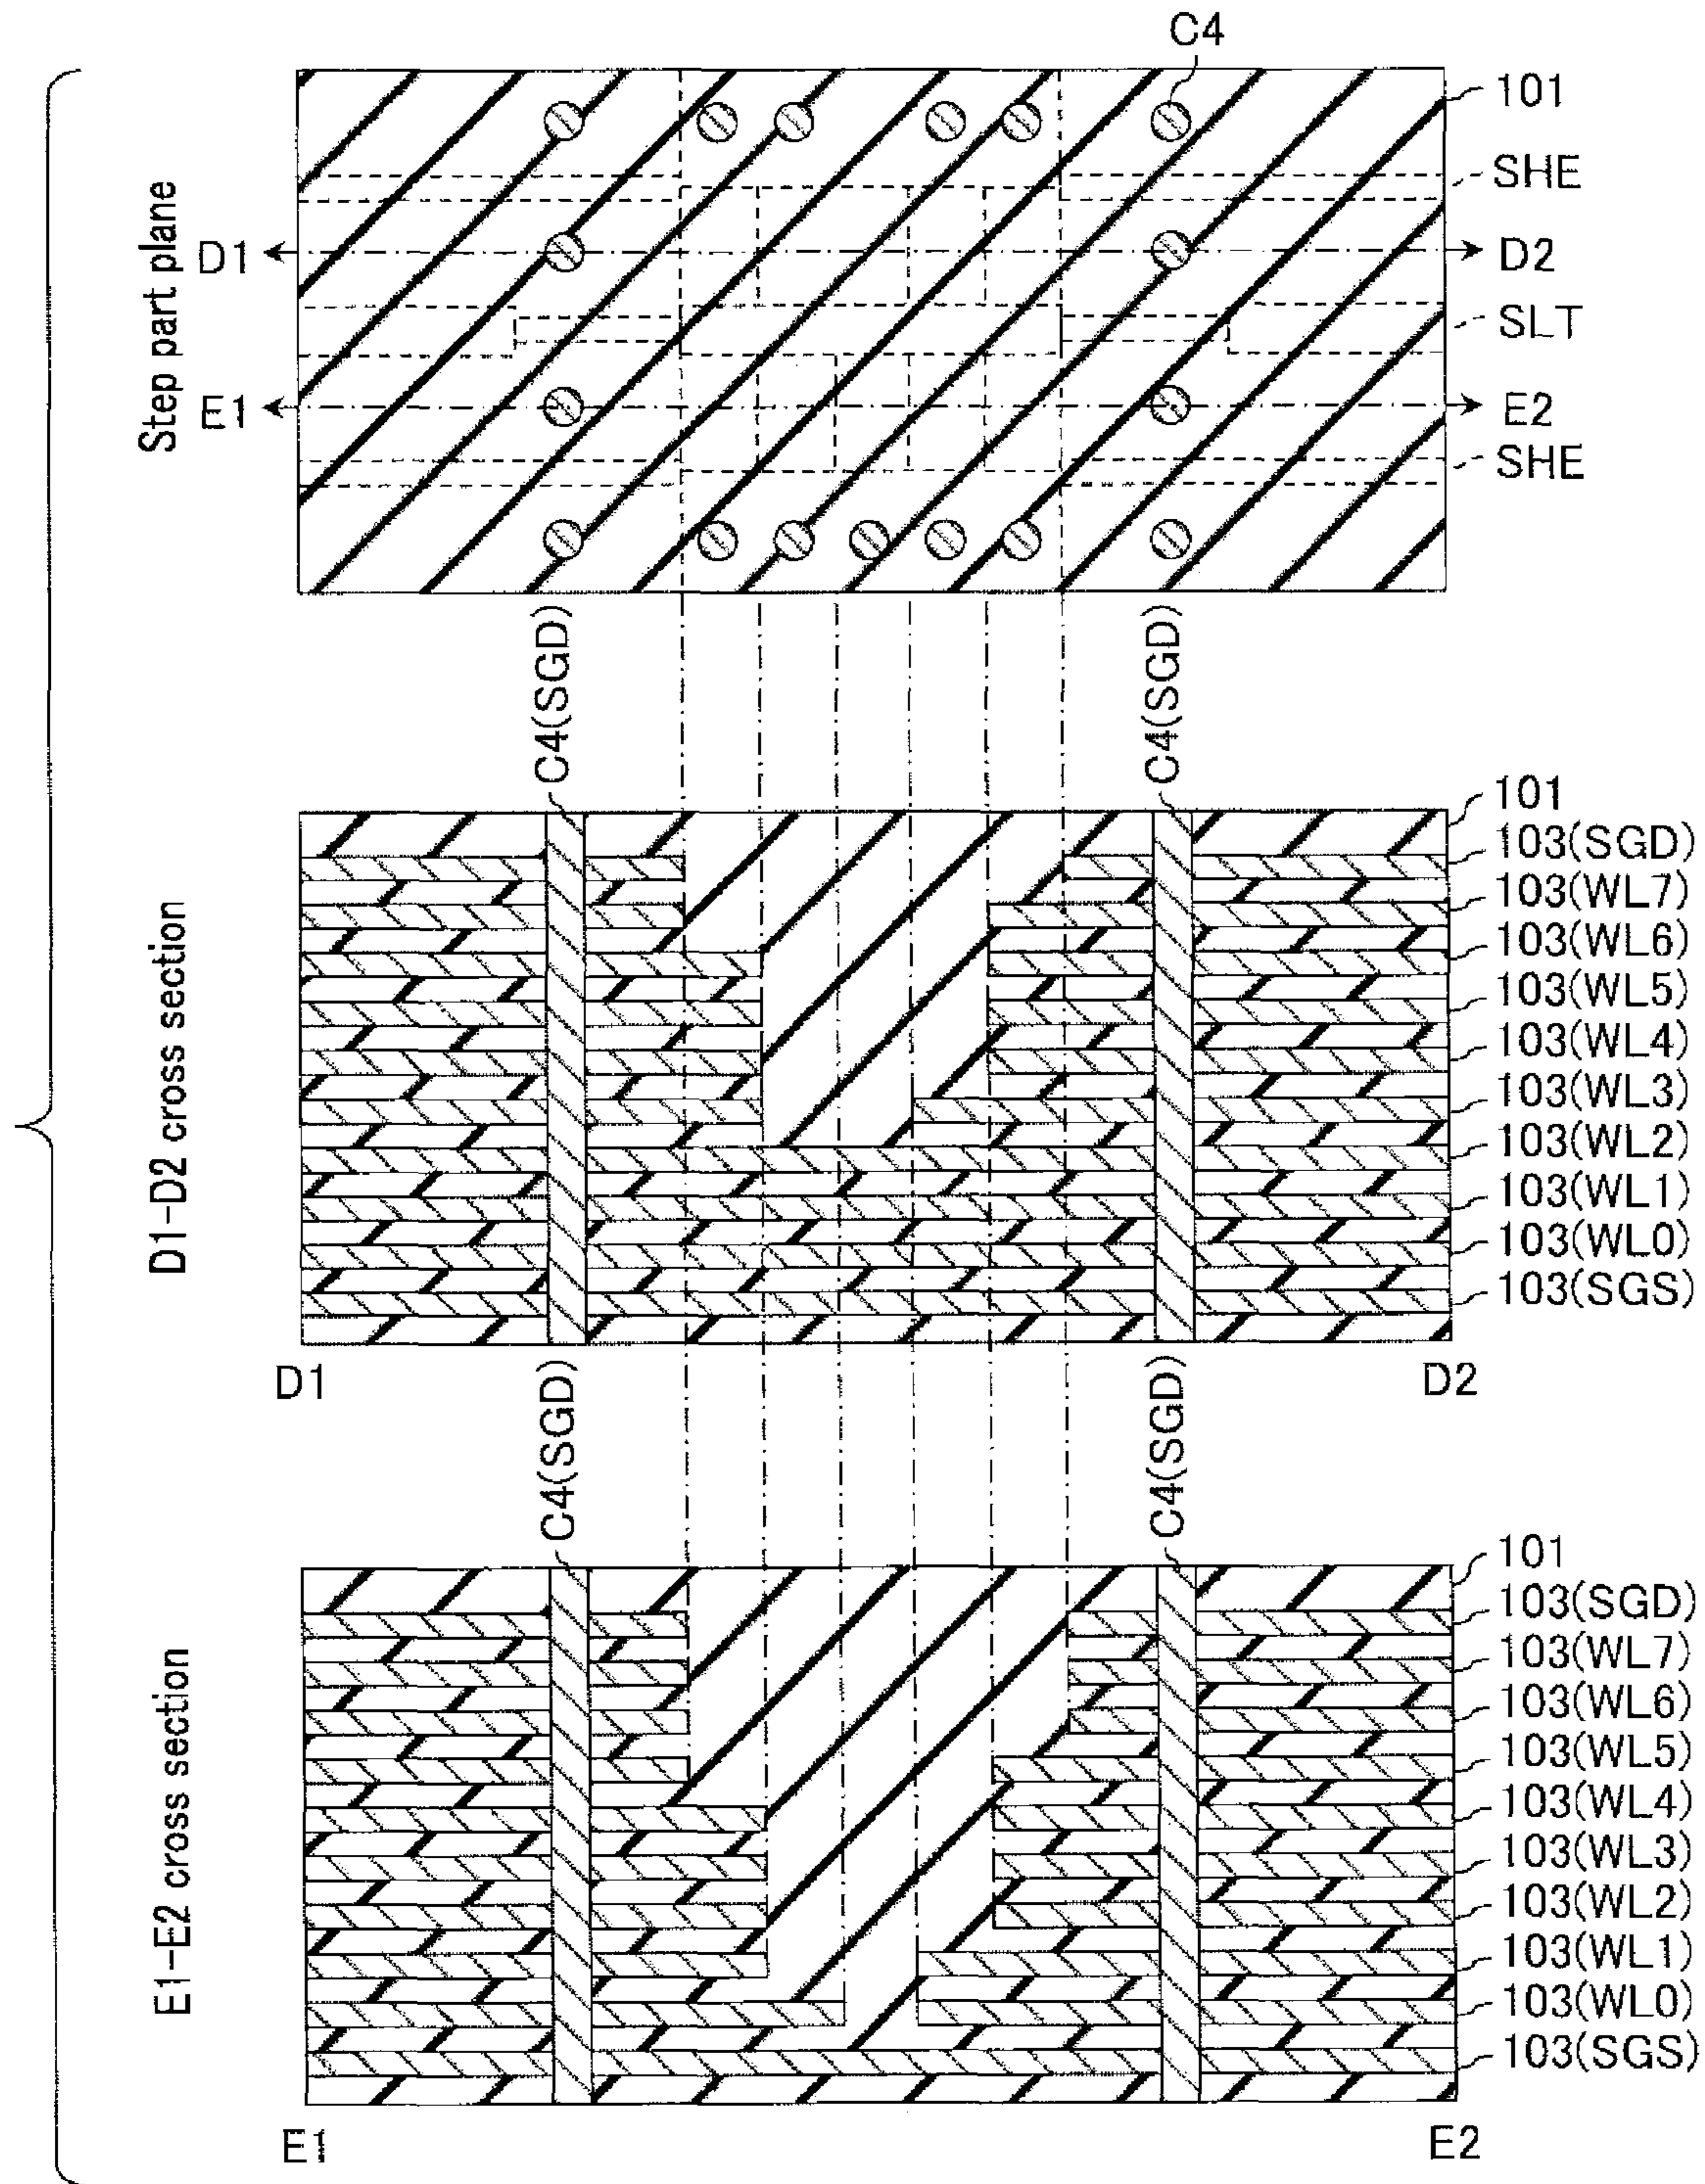 C4
101
SHE
Step part plane
D1
D2
SLT
E1
E2
SHE
C4(SGD)
C4(SGD)
101
103(SGD)
103(WL7)
103(WL6)
103(WL5)
103(WL4)
103(WL3)
103(WL2)
103(WL1)
103(WL0)
103(SGS)
D1-D2 cross section
D1
D2
C4(SGD)
C4(SGD)
101
103(SGD)
103(WL7)
103(WL6)
103(WL5)
103(WL4)
103(WL3)
103(WL2)
103(WL1)
103(WL0)
103(SGS)
E1-E2 cross section
E1
E2